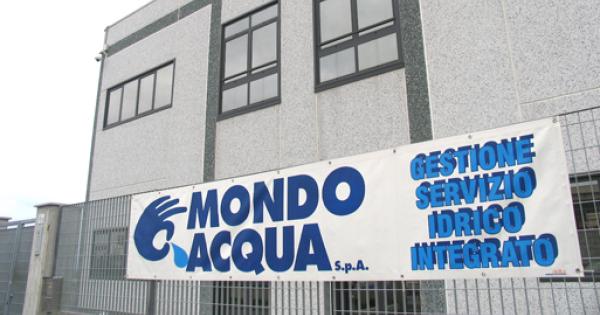 MONDO
ACQUA S.p.A.
GESTIONE
SERVIZIO
IDRICO
INTEGRATO